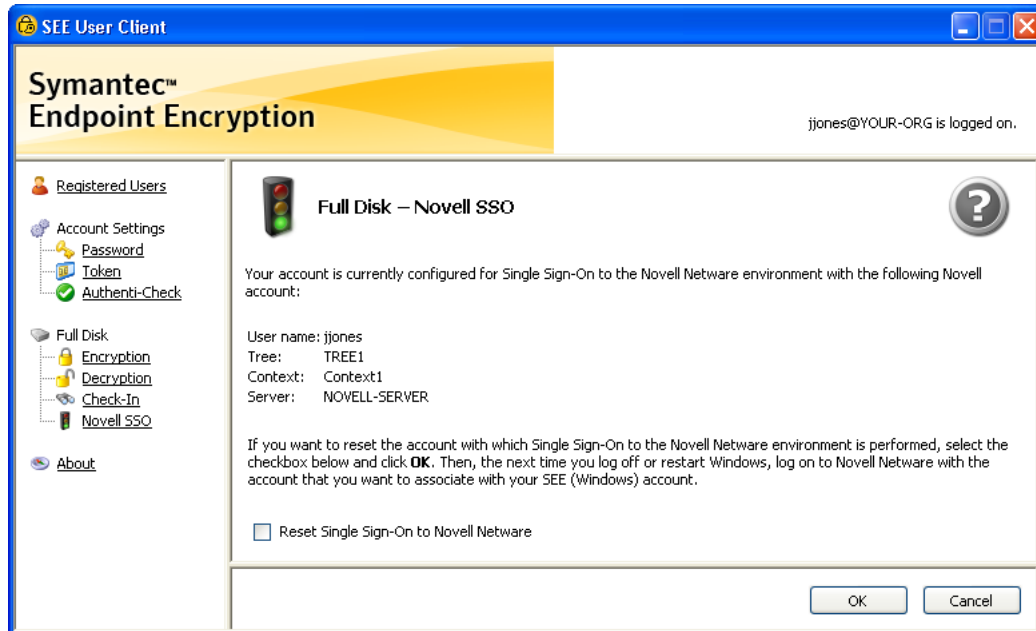 SEE User Client
Symantec™
Endpoint Encryption
jjones@YOUR-ORG is logged on.
Registered Users
Account Settings
Password
Token
Authenti-Check
Full Disk
Encryption
Decryption
Check-In
Novell SSO
About
Full Disk – Novell SSO
?
Your account is currently configured for Single Sign-On to the Novell Netware environment with the following Novell
account:
User name: jjones
Tree: TREE1
Context: Context1
Server: NOVELL-SERVER
If you want to reset the account with which Single Sign-On to the Novell Netware environment is performed, select the
checkbox below and click OK. Then, the next time you log off or restart Windows, log on to Novell Netware with the
account that you want to associate with your SEE (Windows) account.
Reset Single Sign-On to Novell Netware
OK
Cancel